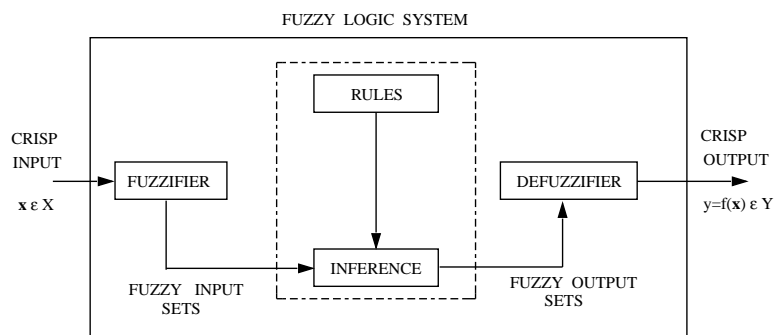 FUZZY LOGIC SYSTEM
RULES
CRISP
INPUT
x ε X
FUZZIFIER
DEFUZZIFIER
CRISP
OUTPUT
y=f(x) ε Y
INFERENCE
FUZZY INPUT
SETS
FUZZY OUTPUT
SETS